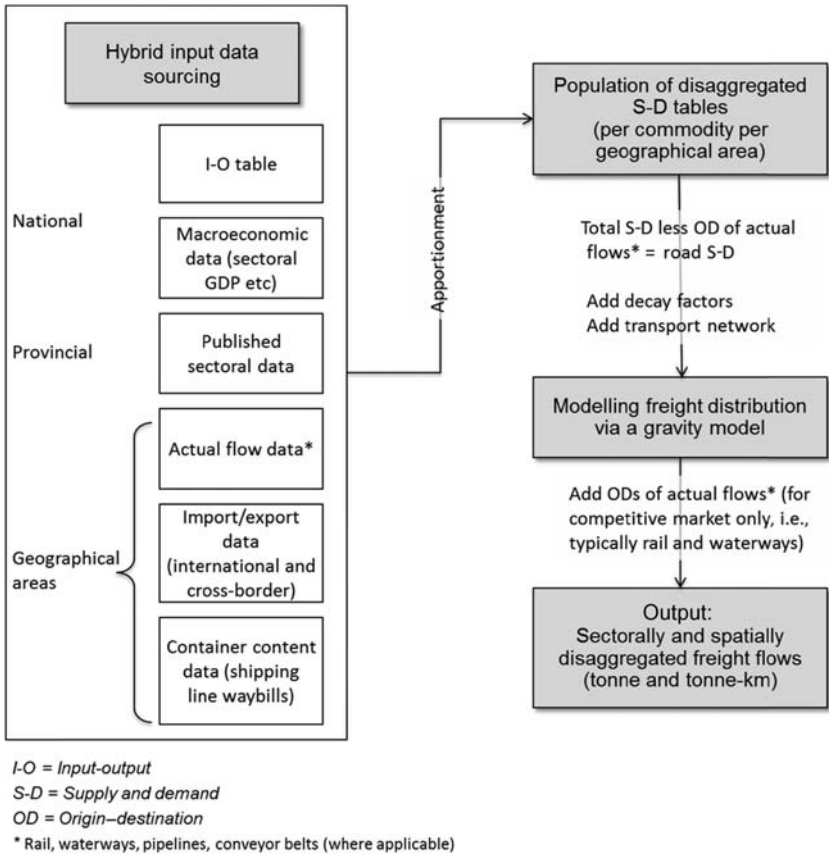 Hybrid input data
sourcing
National
I-O table
Macroeconomic
data (sectoral
GDP etc)
Provincial
Published
sectoral data
Geographical
areas
Actual flow data*
Import/export
data
(international and
cross-border)
Container content
data (shipping
line waybills)
Apportionment
Population of disaggregated
S-D tables
(per commodity per
geographical area)
Total S-D less OD of actual
flows* = road S-D
Add decay factors
Add transport network
Modelling freight distribution
via a gravity model
Add ODs of actual flows* (for
competitive market only, i.e.,
typically rail and waterways)
Output:
Sectorally and spatially
disaggregated freight flows
(tonne and tonne-km)
I-O = Input-output
S-D = Supply and demand
OD = Origin–destination
* Rail, waterways, pipelines, conveyor belts (where applicable)